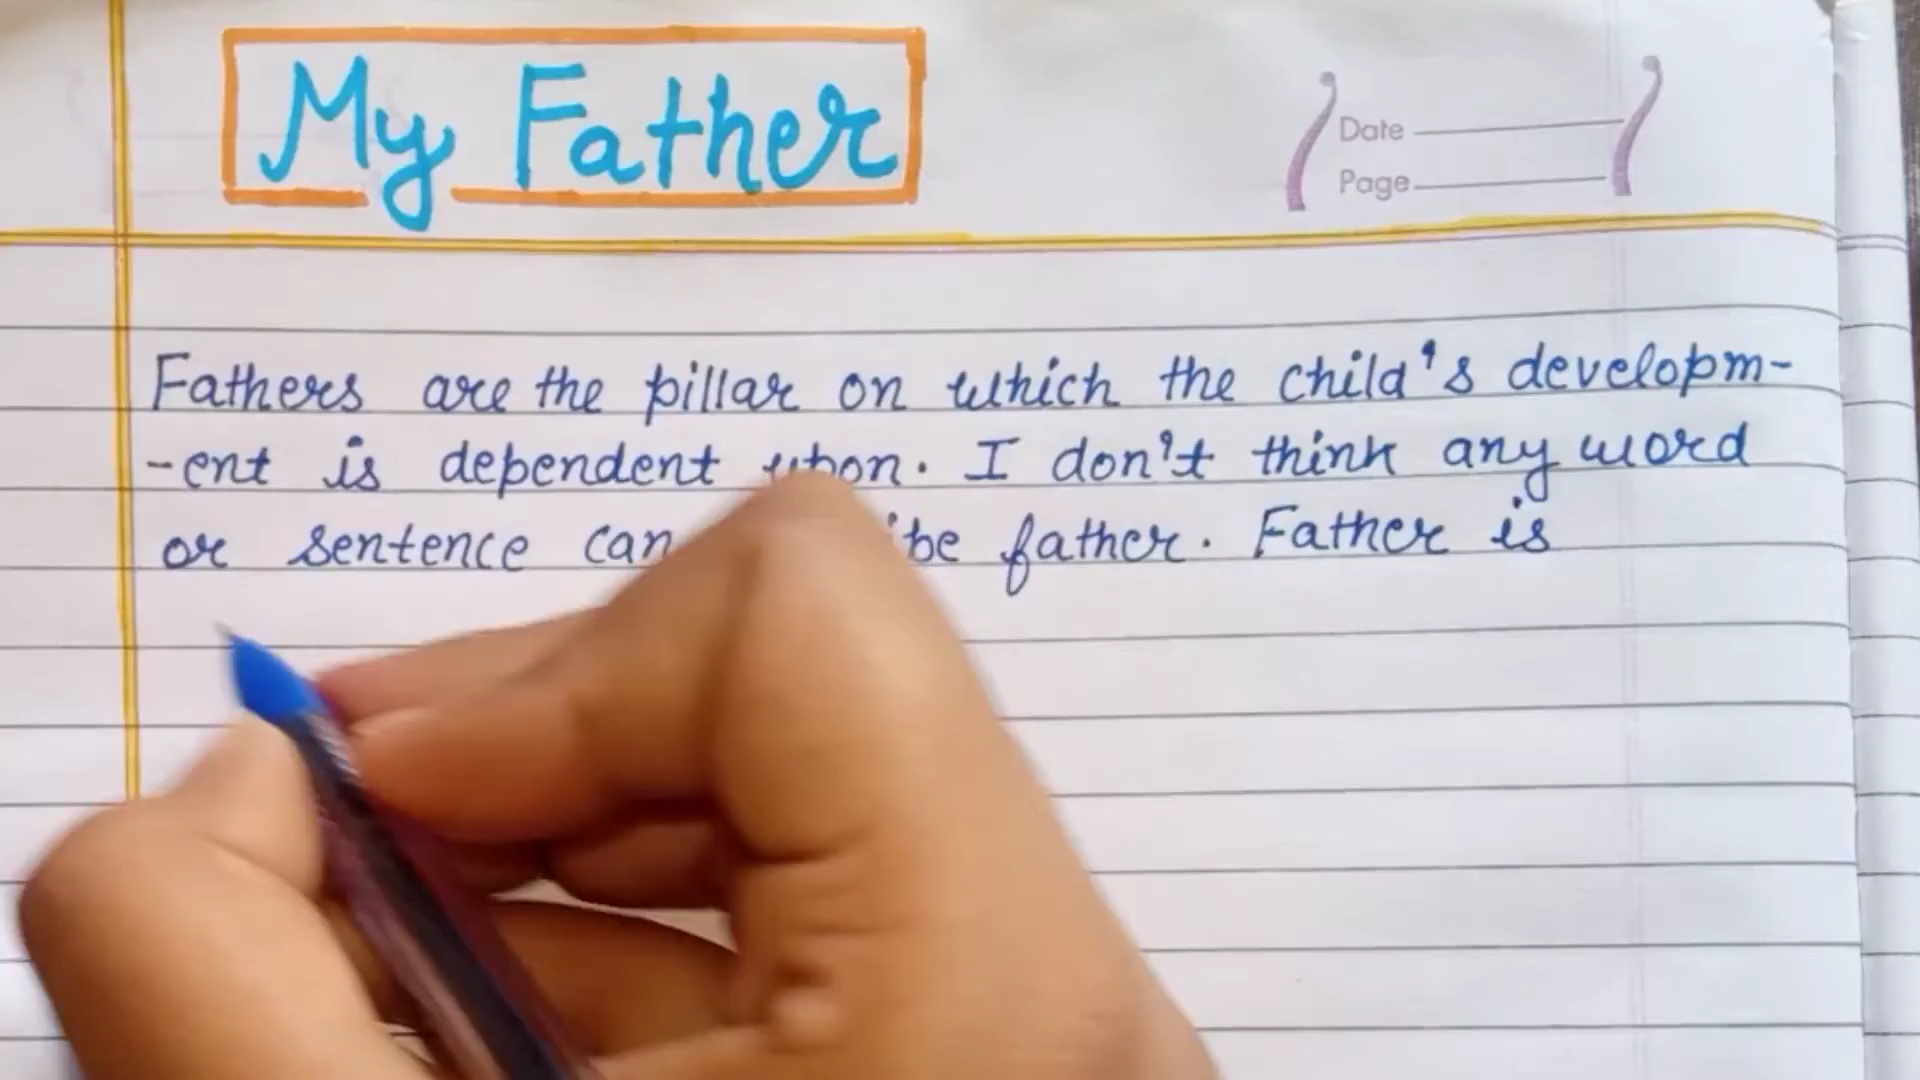 My Father
Date
Page
Fathers are the pillar on which the child's developm-
-ent is dependent upon. I don't think any word
or sentence can father. Father is